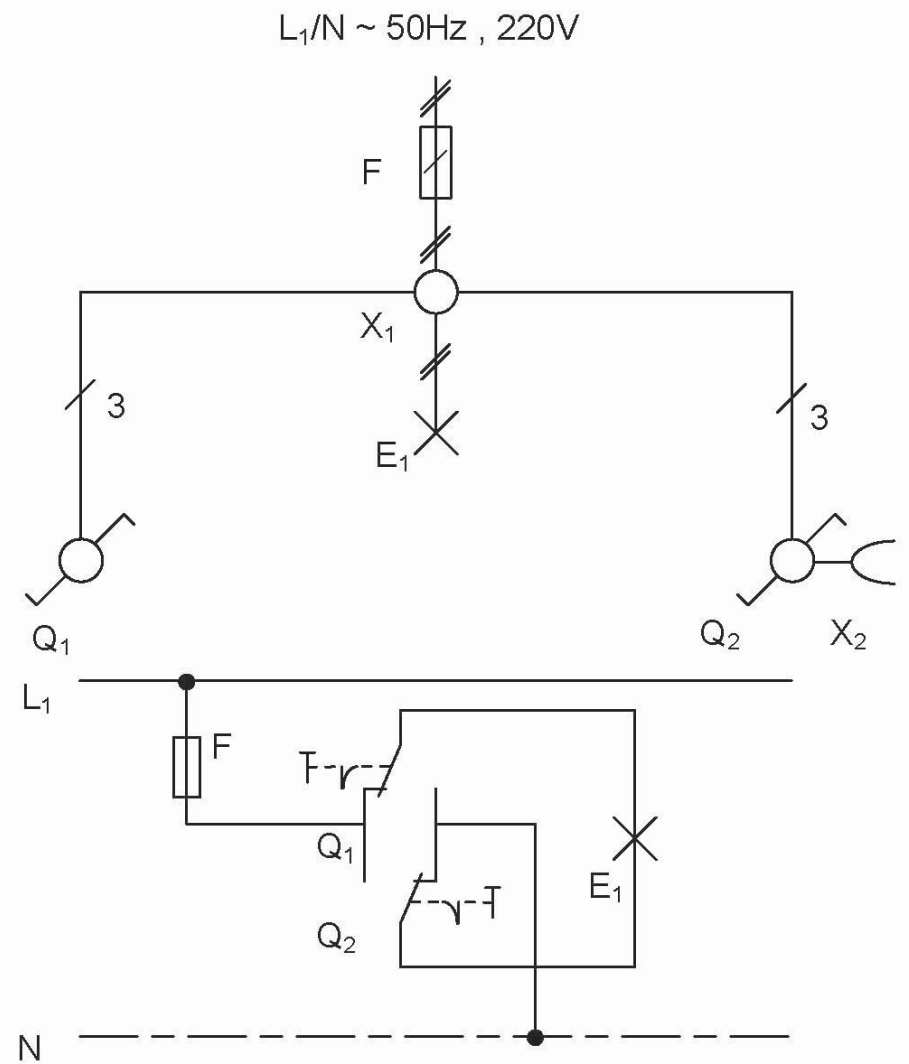 L₁/N ~ 50Hz , 220V
F
X₁
3
3
E₁
Q₁
Q₂
X₂
L₁
F
Q₁
E₁
Q₂
N